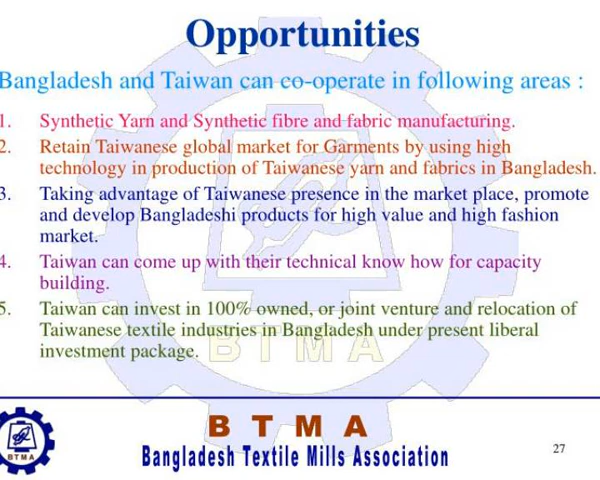 Opportunities
Bangladesh and Taiwan can co-operate in following areas :
1. Synthetic Yarn and Synthetic fibre and fabric manufacturing.
2. Retain Taiwanese global market for Garments by using high
technology in production of Taiwanese yarn and fabrics in Bangladesh.
3. Taking advantage of Taiwanese presence in the market place, promote
and develop Bangladeshi products for high value and high fashion
market.
4. Taiwan can come up with their technical know how for capacity
building.
5. Taiwan can invest in 100% owned, or joint venture and relocation of
Taiwanese textile industries in Bangladesh under present liberal
investment package.
BTMA
B T M A
Bangladesh Textile Mills Association
BTMA
27